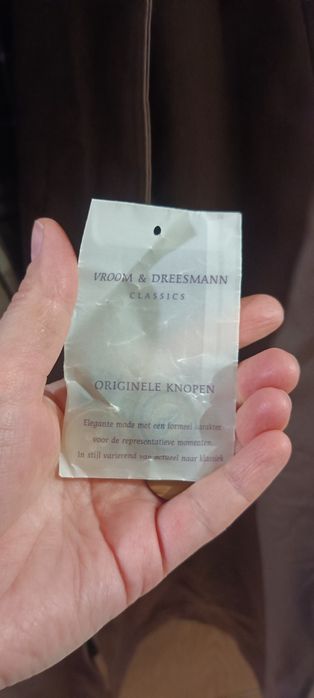 VROOM & DREESMANN
CLASSICS
ORIGINELE KNOPEN
Elegante mode met een formeel karakter
voor de representatieve momenten.
In stijl variërend van actueel naar klassiek